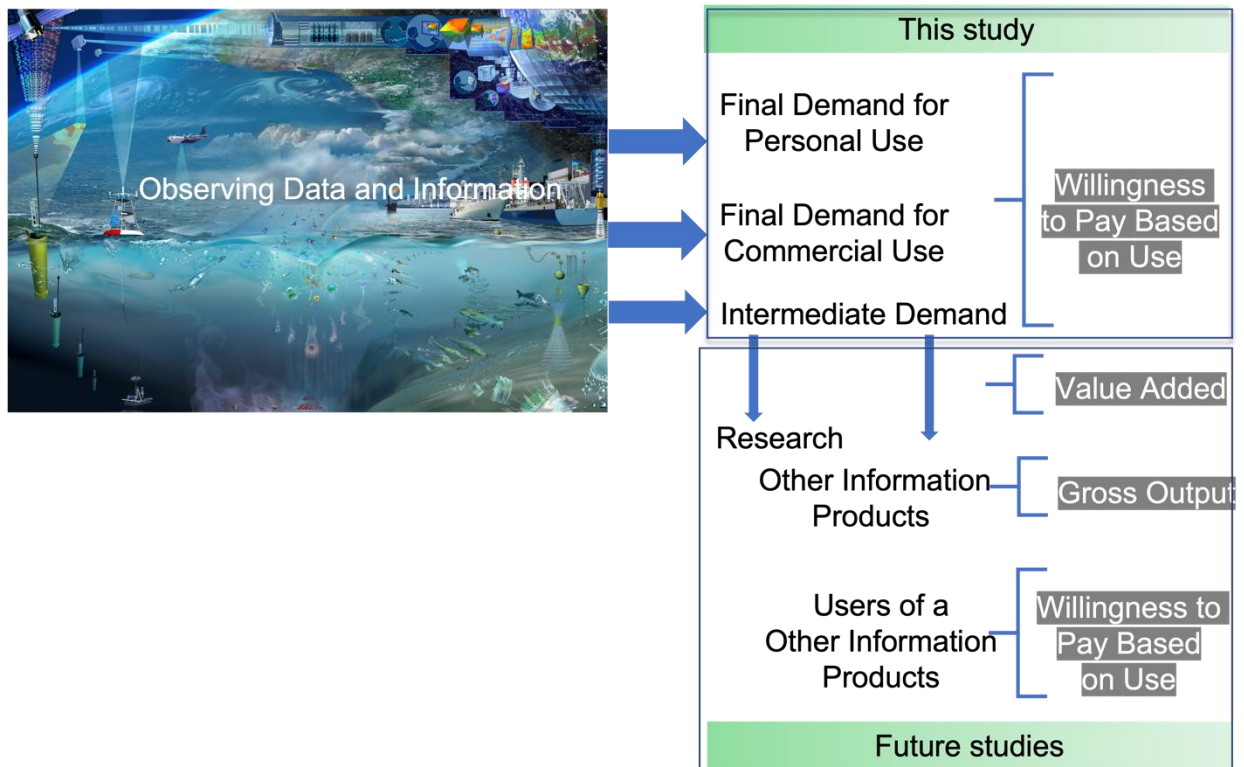 Observing Data and Information
This study
Final Demand for
Personal Use
Final Demand for
Commercial Use
Intermediate Demand
Willingness
to Pay Based
on Use
Value Added
Research
Other Information
Products
Gross Output
Users of a
Other Information
Products
Willingness to
Pay Based
on Use
Future studies